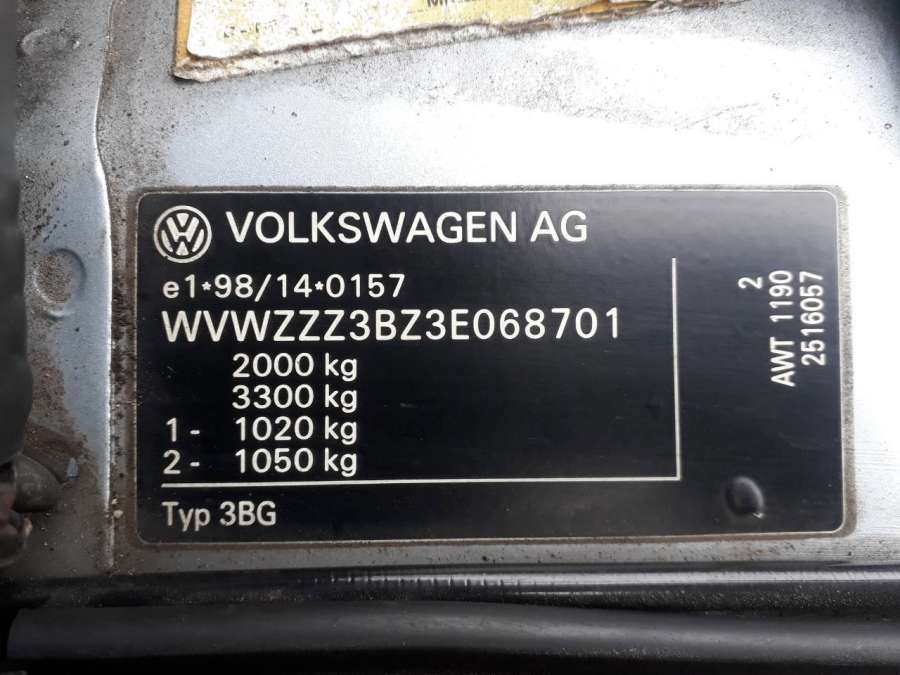 VOLKSWAGEN AG
e1*98/14*0157
WVWZZZ3BZ3E068701
2000 kg
3300 kg
1- 1020 kg
2- 1050 kg
Typ 3BG
2
AWT 1190
2516057